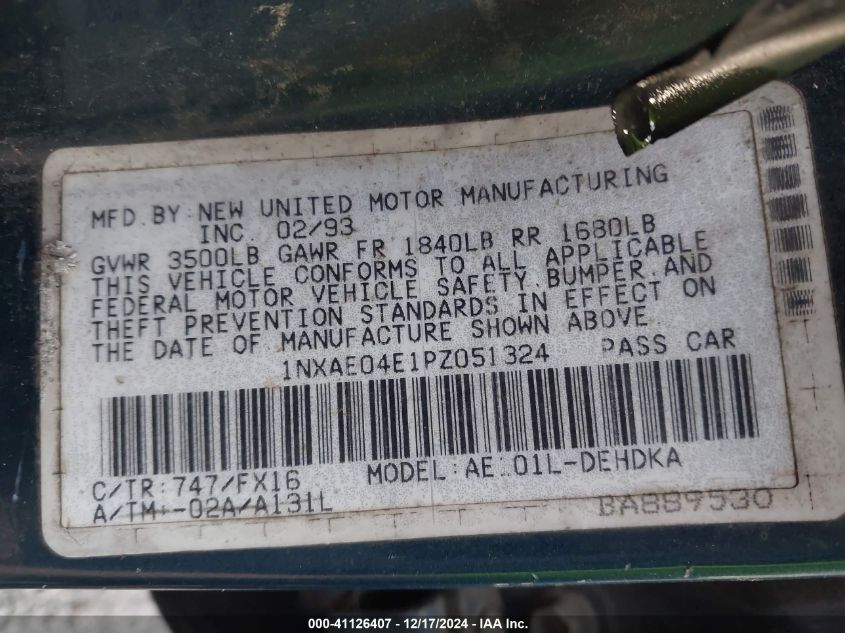 MFD.BY:NEW UNITED MOTOR MANUFACTURING
INC. 02/93
GVWR 3500LB GAWR FR 1840LB RR 1680LB
THIS VEHICLE CONFORMS TO ALL APPLICABLE
FEDERAL MOTOR VEHICLE SAFETY,BUMPER,AND
THEFT PREVENTION STANDARDS IN EFFECT ON
THE DATE OF MANUFACTURE SHOWN ABOVE.
1NXAE04E1PZ051324 PASS CAR
C/TR:747/FX16 MODEL:AE101L-DEHDKA
A/TM:-02A/A131L
BA889530
000-41126407 - 12/17/2024 - IAA Inc.